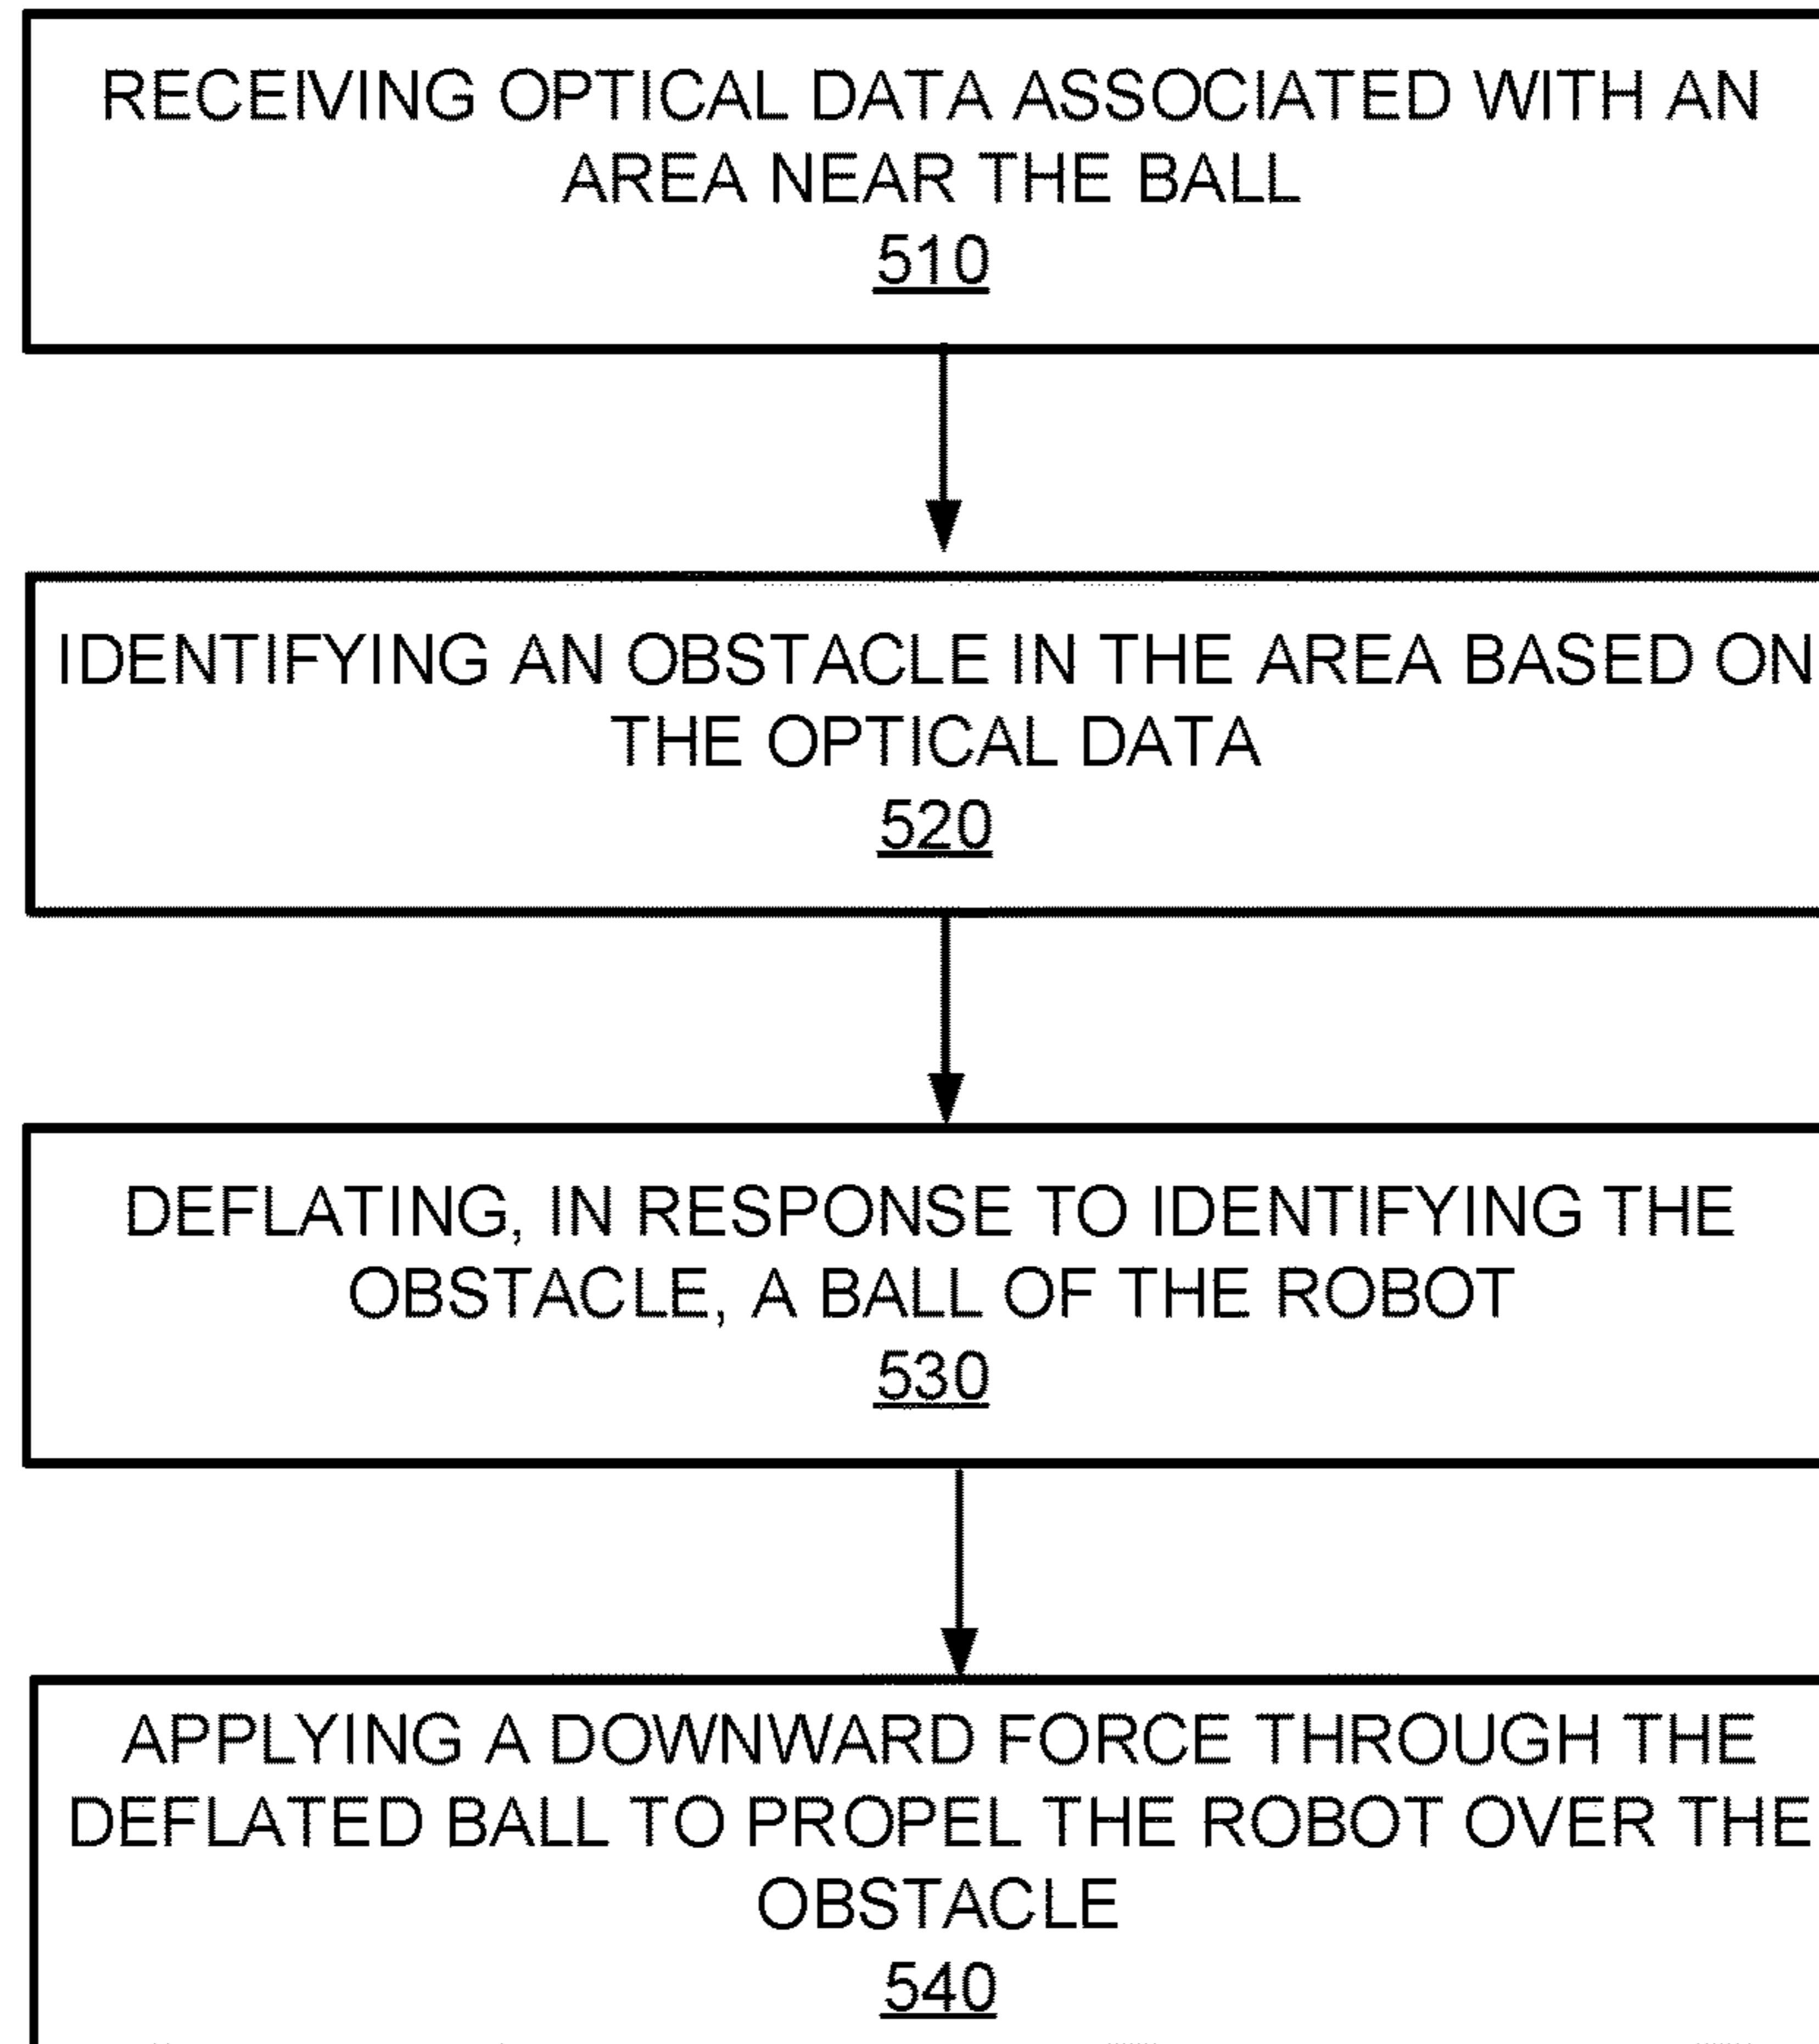 RECEIVING OPTICAL DATA ASSOCIATED WITH AN
AREA NEAR THE BALL
510
IDENTIFYING AN OBSTACLE IN THE AREA BASED ON
THE OPTICAL DATA
520
DEFLATING, IN RESPONSE TO IDENTIFYING THE
OBSTACLE, A BALL OF THE ROBOT
530
APPLYING A DOWNWARD FORCE THROUGH THE
DEFLATED BALL TO PROPEL THE ROBOT OVER THE
OBSTACLE
540